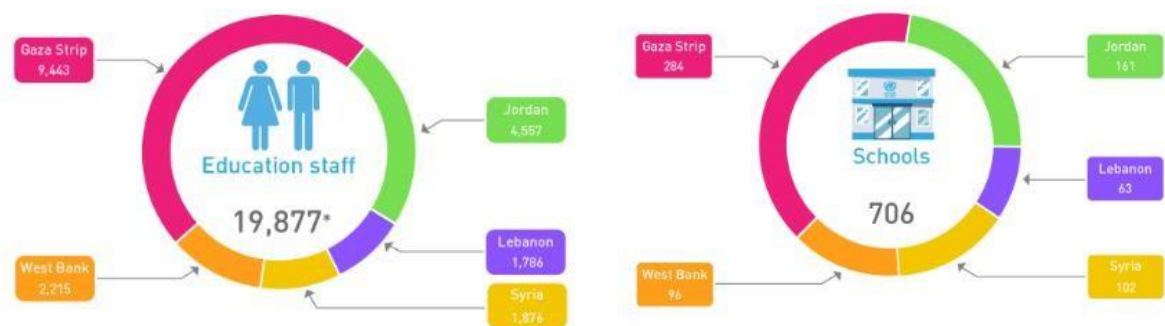 Gaza Strip
9,443
Jordan
4,557
Education staff
19,877*
Lebanon
1,786
West Bank
2,215
Syria
1,876
Gaza Strip
284
Jordan
161
Schools
706
Lebanon
63
West Bank
96
Syria
102